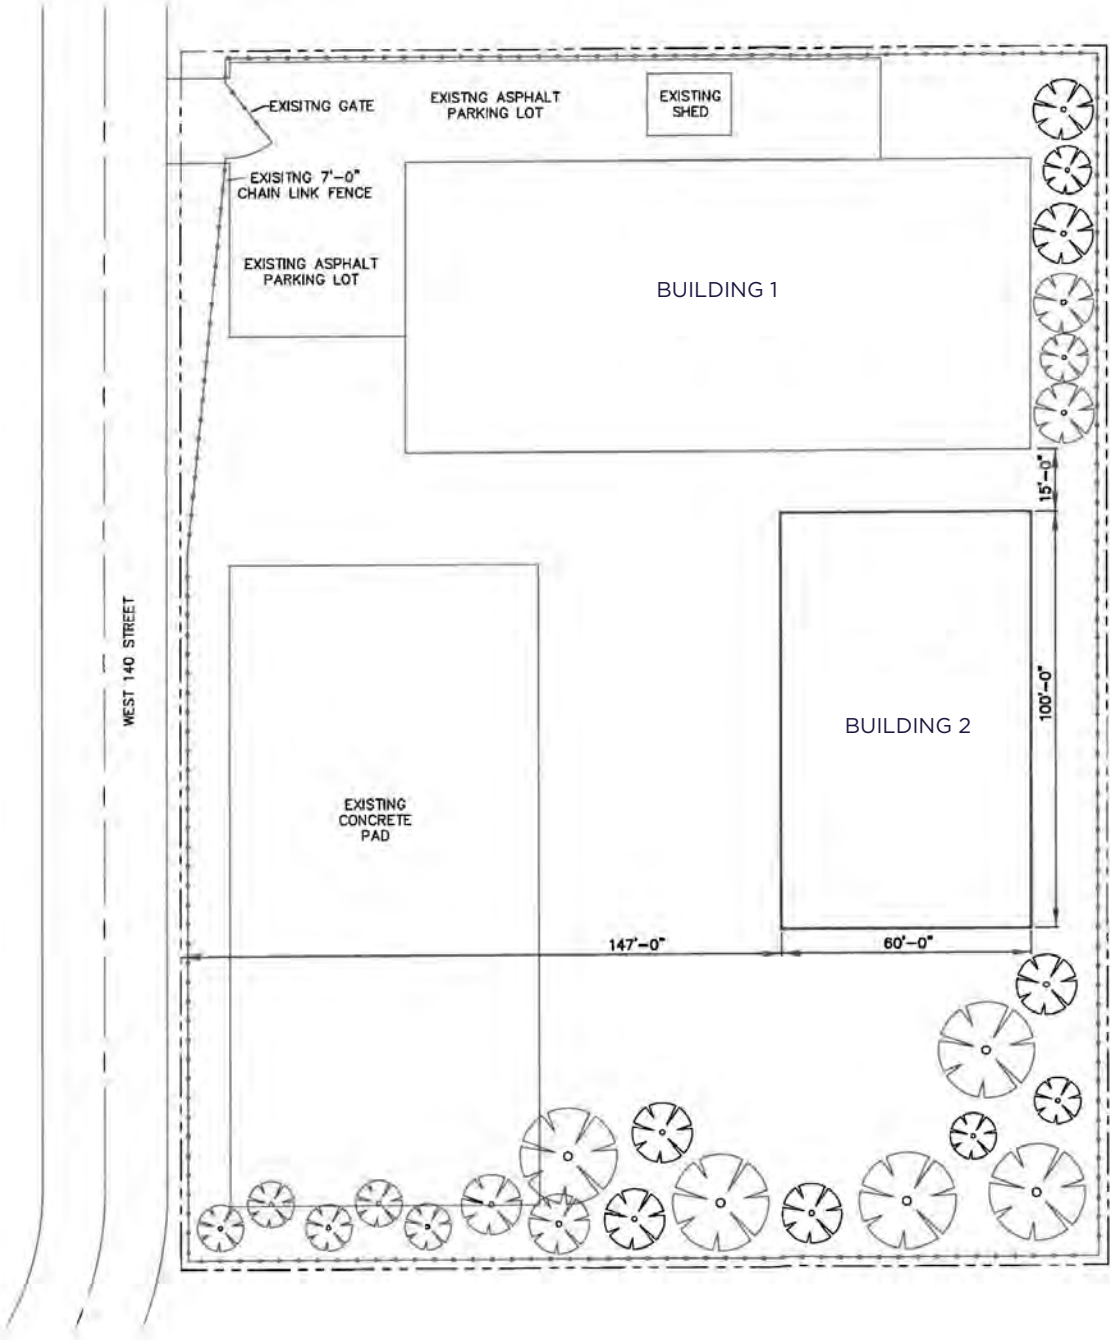 EXISITNG GATE
EXISTNG ASPHALT
PARKING LOT
EXISTING
SHED
EXISITNG 7'-0"
CHAIN LINK FENCE
EXISTING ASPHALT
PARKING LOT
BUILDING 1
15'-0"
WEST 140 STREET
100'-0"
BUILDING 2
EXISTING
CONCRETE
PAD
147'-0"
60'-0"